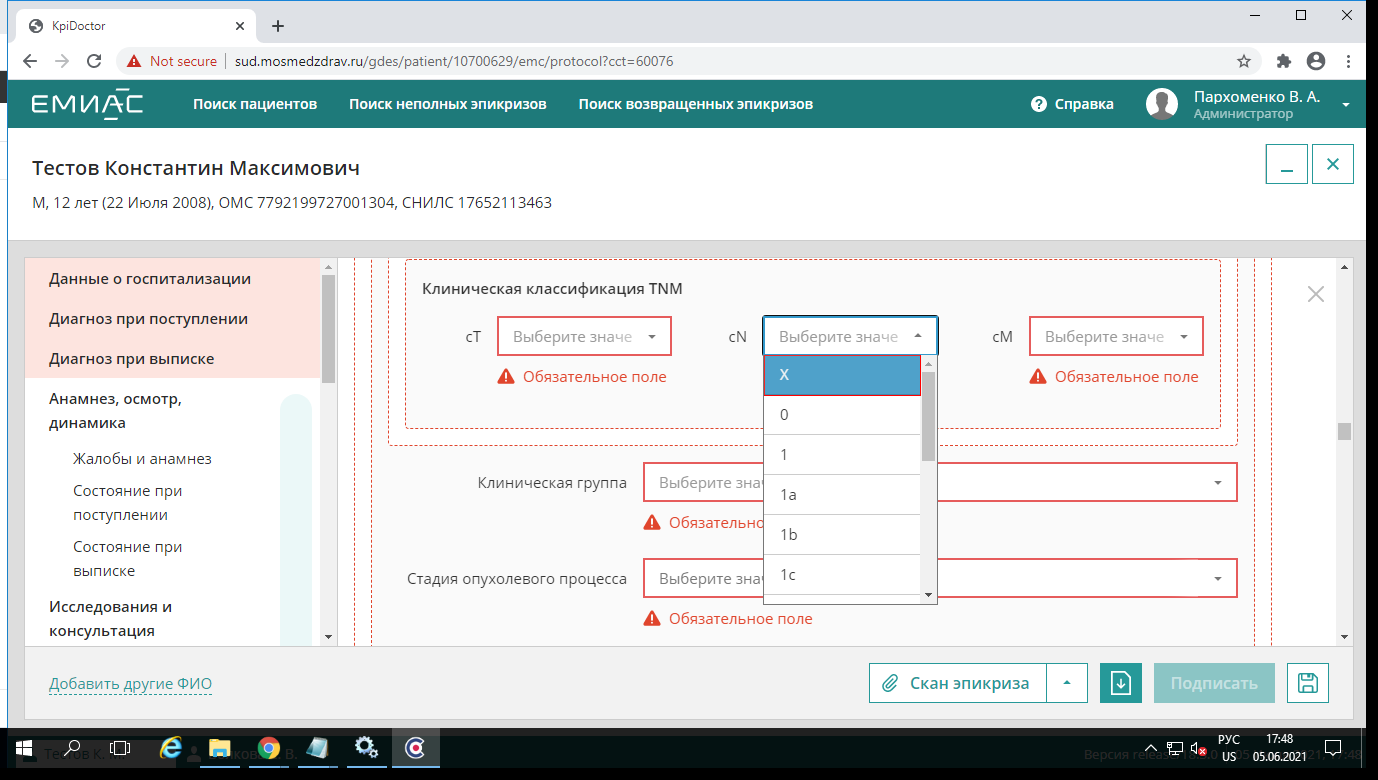 KpiDoctor
Not secure
sud.mosmedzdrav.ru/gdes/patient/10700629/emc/protocol?cct=60076
ЕМИАС
Поиск пациентов
Поиск неполных эпикризов
Поиск возвращенных эпикризов
Справка
Пархоменко В. А.
Администратор
Тестов Константин Максимович
М, 12 лет (22 Июля 2008), ОМС 7792199727001304, СНИЛС 17652113463
Данные о госпитализации
Диагноз при поступлении
Диагноз при выписке
Анамнез, осмотр,
динамика
Жалобы и анамнез
Состояние при
поступлении
Состояние при
выписке
Исследования и
консультация
Клиническая классификация TNM
cT
Выберите значе
Обязательное поле
cN
Выберите значе
X
0
1
1a
1b
1c
cM
Выберите значе
Обязательное поле
Клиническая группа
Выберите знач
Обязательно
Стадия опухолевого процесса
Выберите знач
Обязательное поле
Добавить другие ФИО
Скан эпикриза
Подписать
Тестов К. М.
Версия release
РУС
US
17:48
05.06.2021